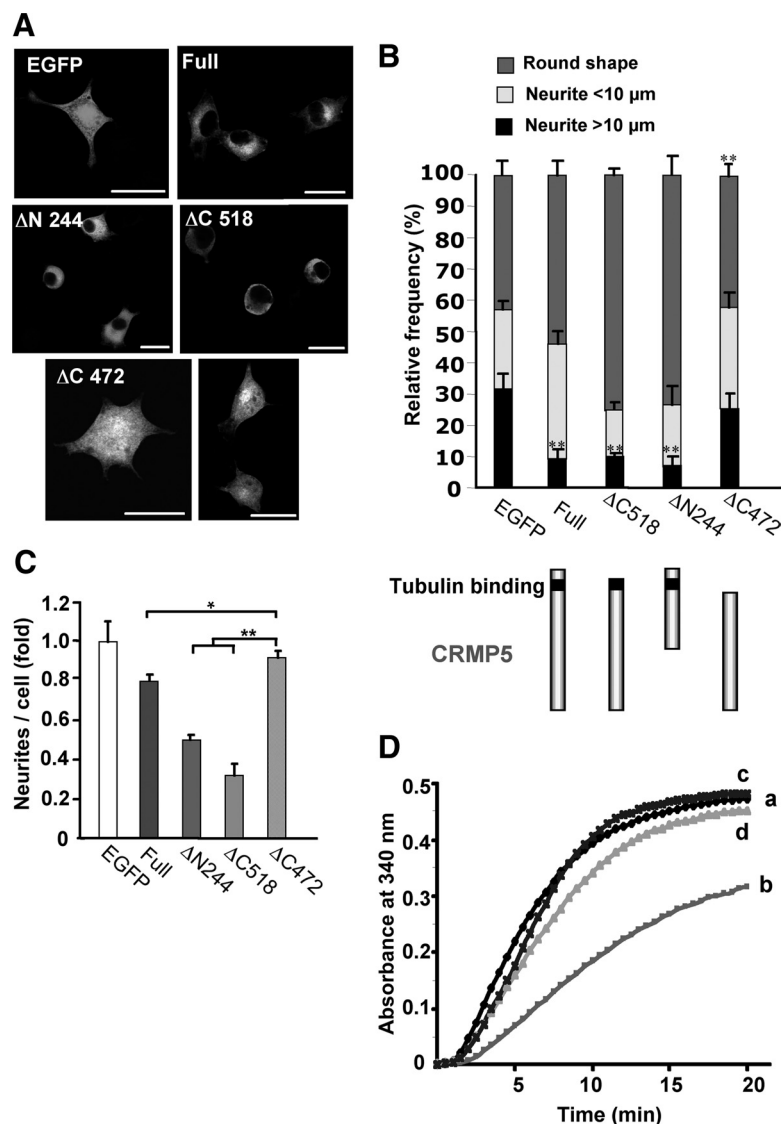 A
EGFP
Full
ΔN 244
ΔC 518
ΔC 472
B
Round shape
Neurite <10 µm
Neurite >10 µm
Relative frequency (%)
100
90
80
70
60
50
40
30
20
10
0
**
**
**
**
EGFP
Full
ΔC518
ΔN244
ΔC472
Tubulin binding
CRMP5
C
Neurites / cell (fold)
1.2
1.0
0.8
0.6
0.4
0.2
0
*
**
EGFP
Full
ΔN244
ΔC518
ΔC472
D
Absorbance at 340 nm
0.5
0.4
0.3
0.2
0.1
0
c
a
d
b
5
10
15
20
Time (min)